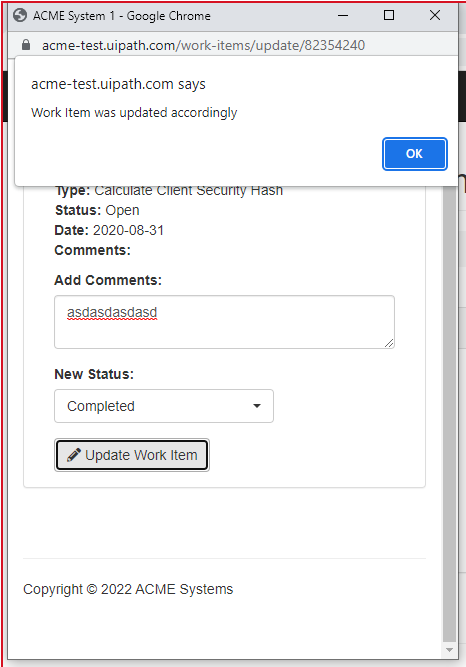 ACME System 1 - Google Chrome
acme-test.uipath.com/work-items/update/82354240
acme-test.uipath.com says
Work Item was updated accordingly
OK
Type: Calculate Client Security Hash
Status: Open
Date: 2020-08-31
Comments:
Add Comments:
asdasdasdasd
New Status:
Completed
Update Work Item
Copyright © 2022 ACME Systems